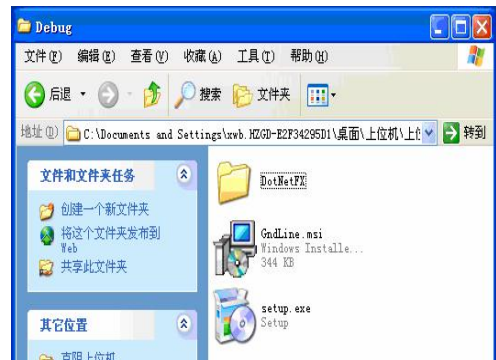 Debug
文件(F) 编辑(E) 查看(V) 收藏(A) 工具(T) 帮助(H)
后退 搜索 文件夹
地址(D) C:\Documents and Settings\xwb.HZGD-E2F34295D1\桌面\上位机\上位 转到
文件和文件夹任务
创建一个新文件夹
将这个文件夹发布到
Web
共享此文件夹
其它位置
DotNetFX
GndLine.msi
Windows Installe...
344 KB
setup.exe
Setup